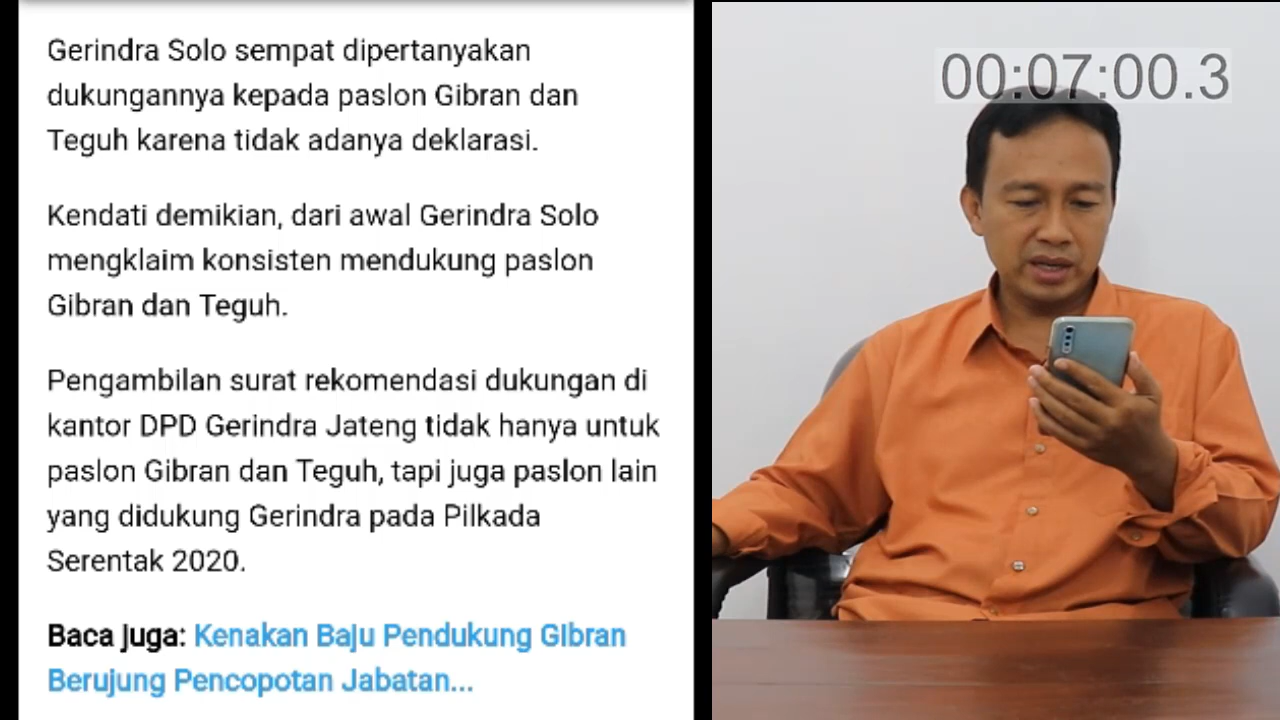 Gerindra Solo sempat dipertanyakan
dukungannya kepada paslon Gibran dan
Teguh karena tidak adanya deklarasi.
Kendati demikian, dari awal Gerindra Solo
mengklaim konsisten mendukung paslon
Gibran dan Teguh.
Pengambilan surat rekomendasi dukungan di
kantor DPD Gerindra Jateng tidak hanya untuk
paslon Gibran dan Teguh, tapi juga paslon lain
yang didukung Gerindra pada Pilkada
Serentak 2020.
Baca juga: Kenakan Baju Pendukung Gibran
Berujung Pencopotan Jabatan...
00:07:00.3